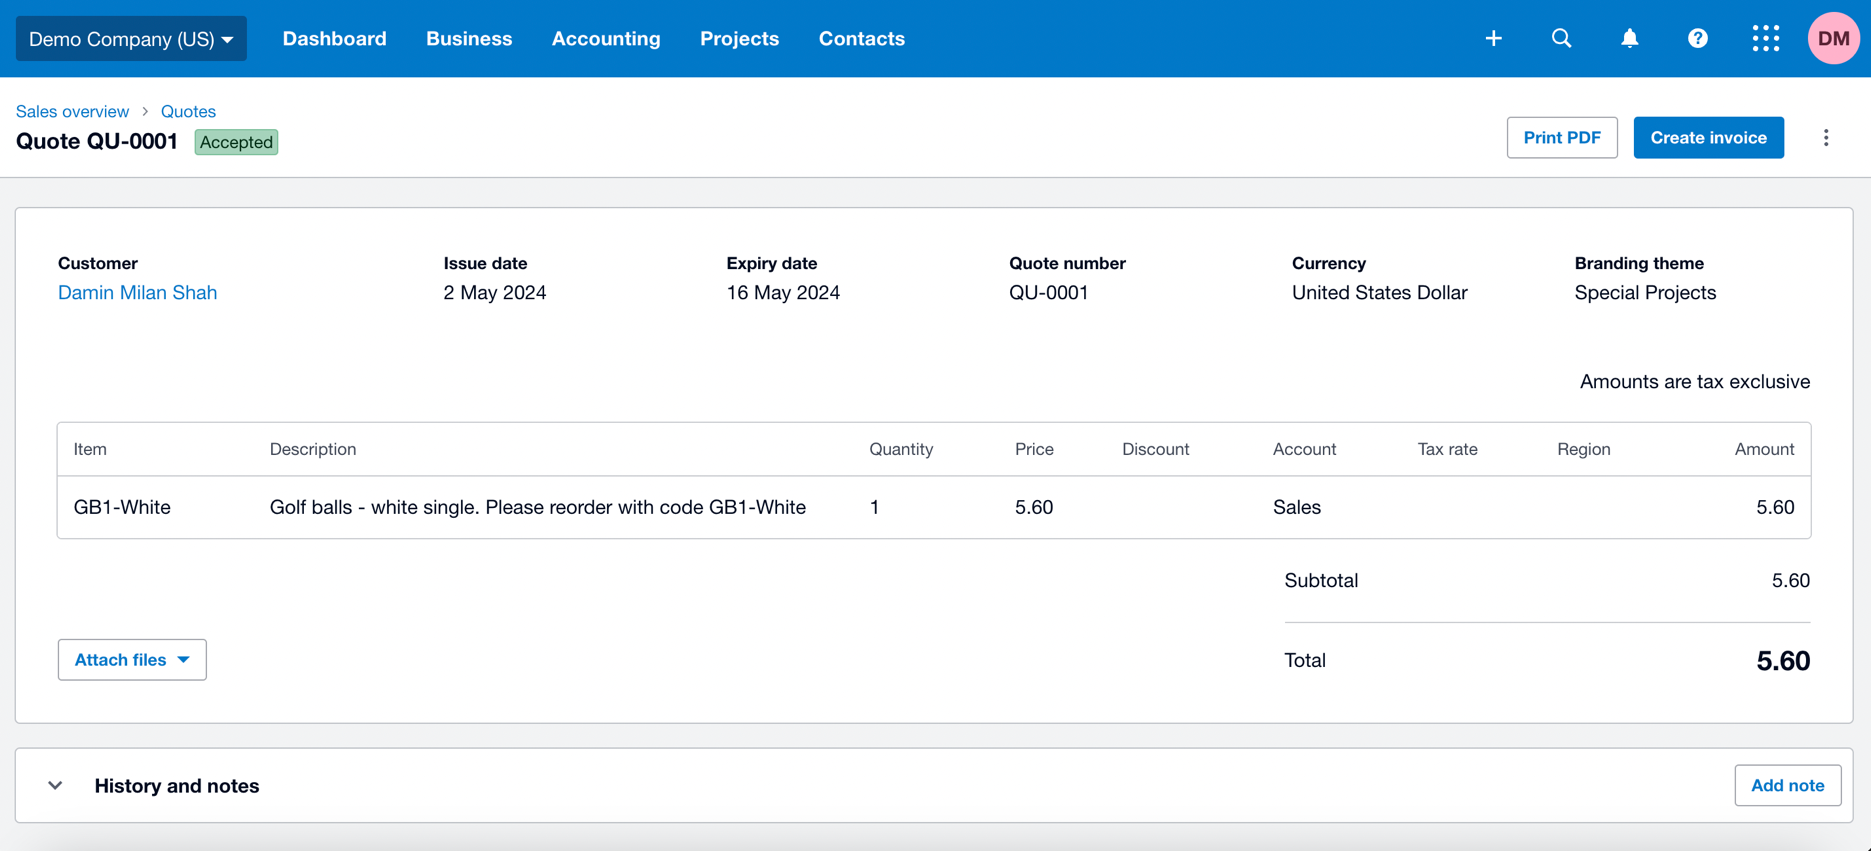 Demo Company (US) Dashboard Business Accounting Projects Contacts DM
Sales overview Quotes
Quote QU-0001 Accepted
Print PDF Create invoice
Customer Issue date Expiry date Quote number Currency Branding theme
Damin Milan Shah 2 May 2024 16 May 2024 QU-0001 United States Dollar Special Projects
Amounts are tax exclusive
Item Description Quantity Price Discount Account Tax rate Region Amount
GB1-White Golf balls - white single. Please reorder with code GB1-White 1 5.60 Sales 5.60
Subtotal 5.60
Attach files
Total 5.60
History and notes Add note